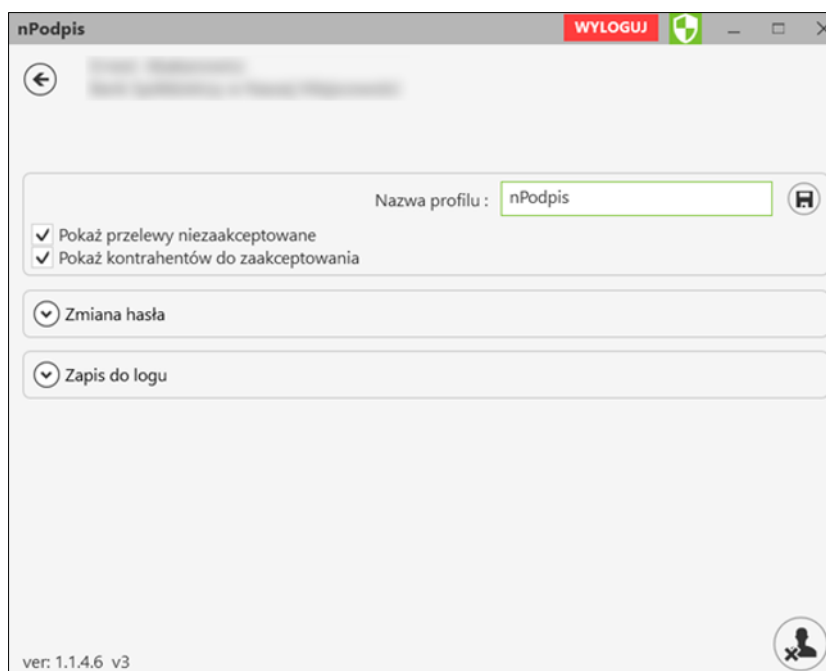 nPodpis WYLOGUJ
Nazwa profilu : nPodpis
Pokaż przelewy niezaakceptowane
Pokaż kontrahentów do zaakceptowania
Zmiana hasła
Zapis do logu
ver: 1.1.4.6 v3